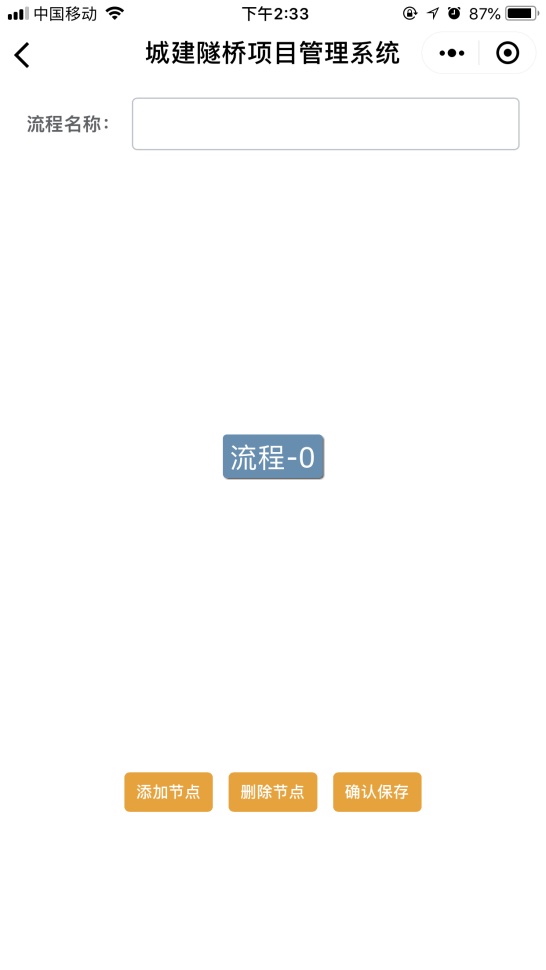 中国移动 下午2:33 87%
城建隧桥项目管理系统
流程名称：
流程-0
添加节点 删除节点 确认保存